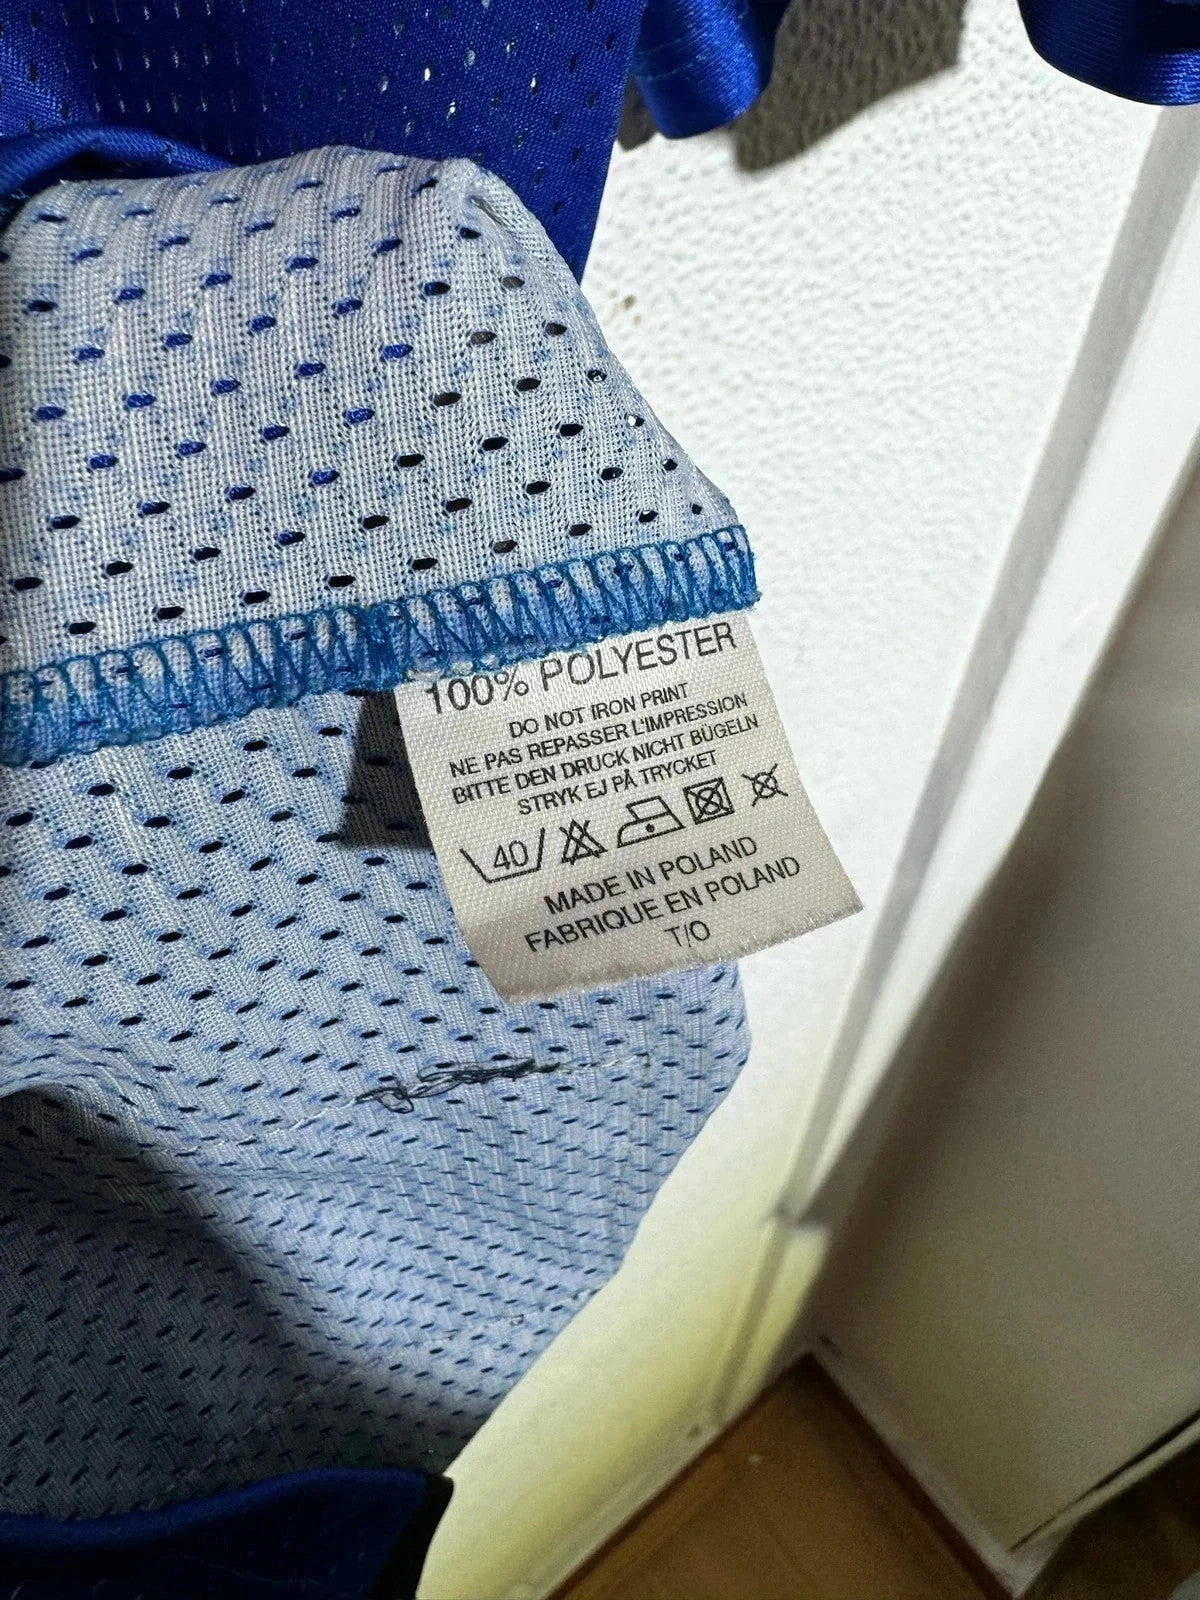 100% POLYESTER
DO NOT IRON PRINT
NE PAS REPASSER L'IMPRESSION
BITTE DEN DRUCK NICHT BÜGELN
STRYK EJ PÅ TRYCKET
40
MADE IN POLAND
FABRIQUE EN POLAND
T/O